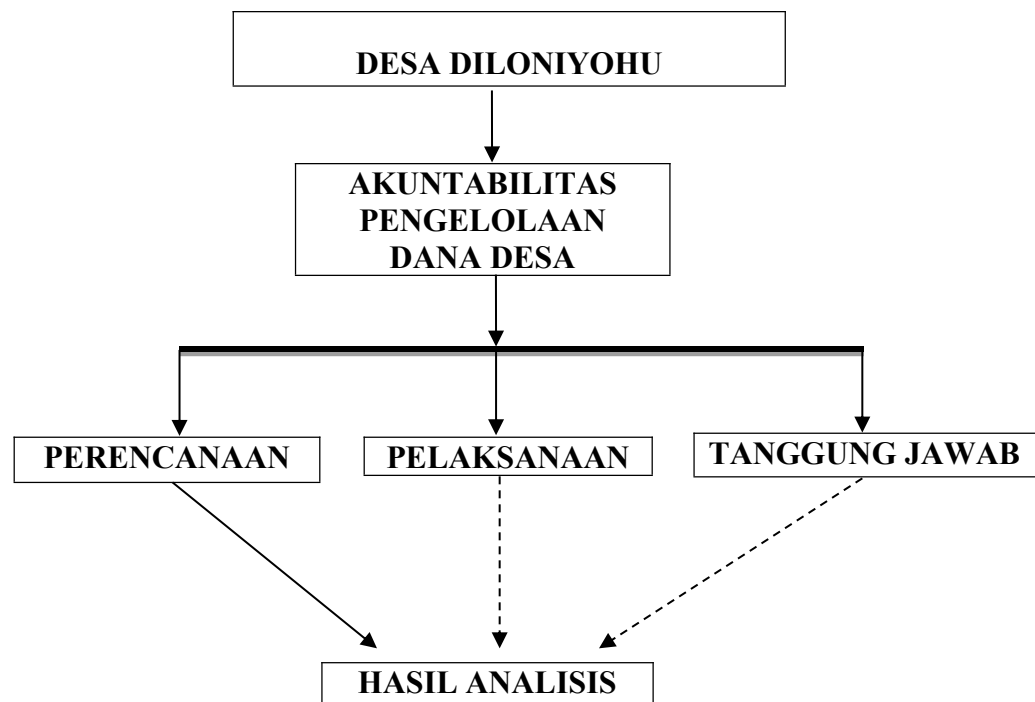 DESA DILONIYOHU
AKUNTABILITAS
PENGELOLAAN
DANA DESA
PERENCANAAN
PELAKSANAAN
TANGGUNG JAWAB
HASIL ANALISIS